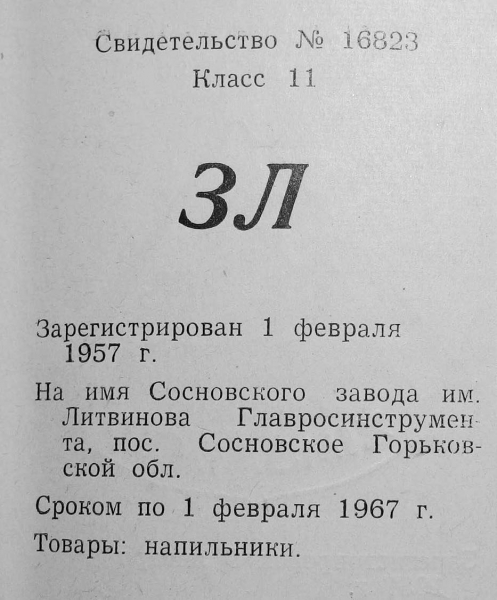 Свидетельство № 16823
Класс 11
ЗЛ
Зарегистрирован 1 февраля
1957 г.
На имя Сосновского завода им.
Литвинова Главросинструмен-
та, пос. Сосновское Горьков-
ской обл.
Сроком по 1 февраля 1967 г.
Товары: напильники.